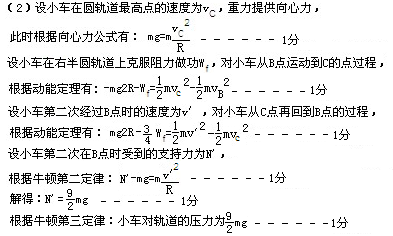 （2）设小车在圆轨道最高点的速度为v_C，重力提供向心力，
此时根据向心力公式有： mg=m\frac{v_C^2}{R} － － － － － － 1分
设小车在右半圆轨道上克服阻力做功W_f，对小车从B点运动到C的点过程，
根据动能定理有：-mg2R-W_f=\frac{1}{2}mv_C^2-\frac{1}{2}mv_B^2－ － － － － － 1分
设小车第二次经过B点时的速度为v′，对小车从C点再回到B点的过程，
根据动能定理有： mg2R-\frac{3}{4}W_f=\frac{1}{2}mv′^2-\frac{1}{2}mv_C^2 － － － － － － 1分
设小车第二次在B点时受到的支持力为N′，
根据牛顿第二定律：N′-mg=m\frac{v′^2}{R} － － － － － － 1分
解得：N′=\frac{9}{2}mg － － － － － － 1分
根据牛顿第三定律：小车对轨道的压力为\frac{9}{2}mg － － － － － － 1分